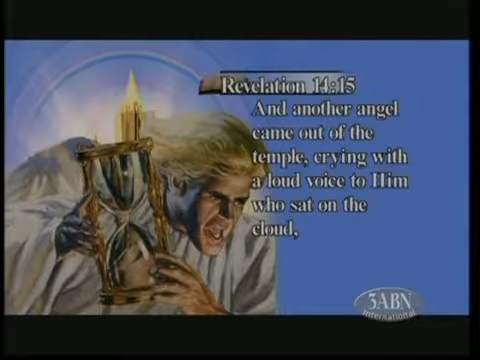 Revelation 14:15
And another angel
came out of the
temple, crying with
a loud voice to Him
who sat on the
cloud,
3ABN
International